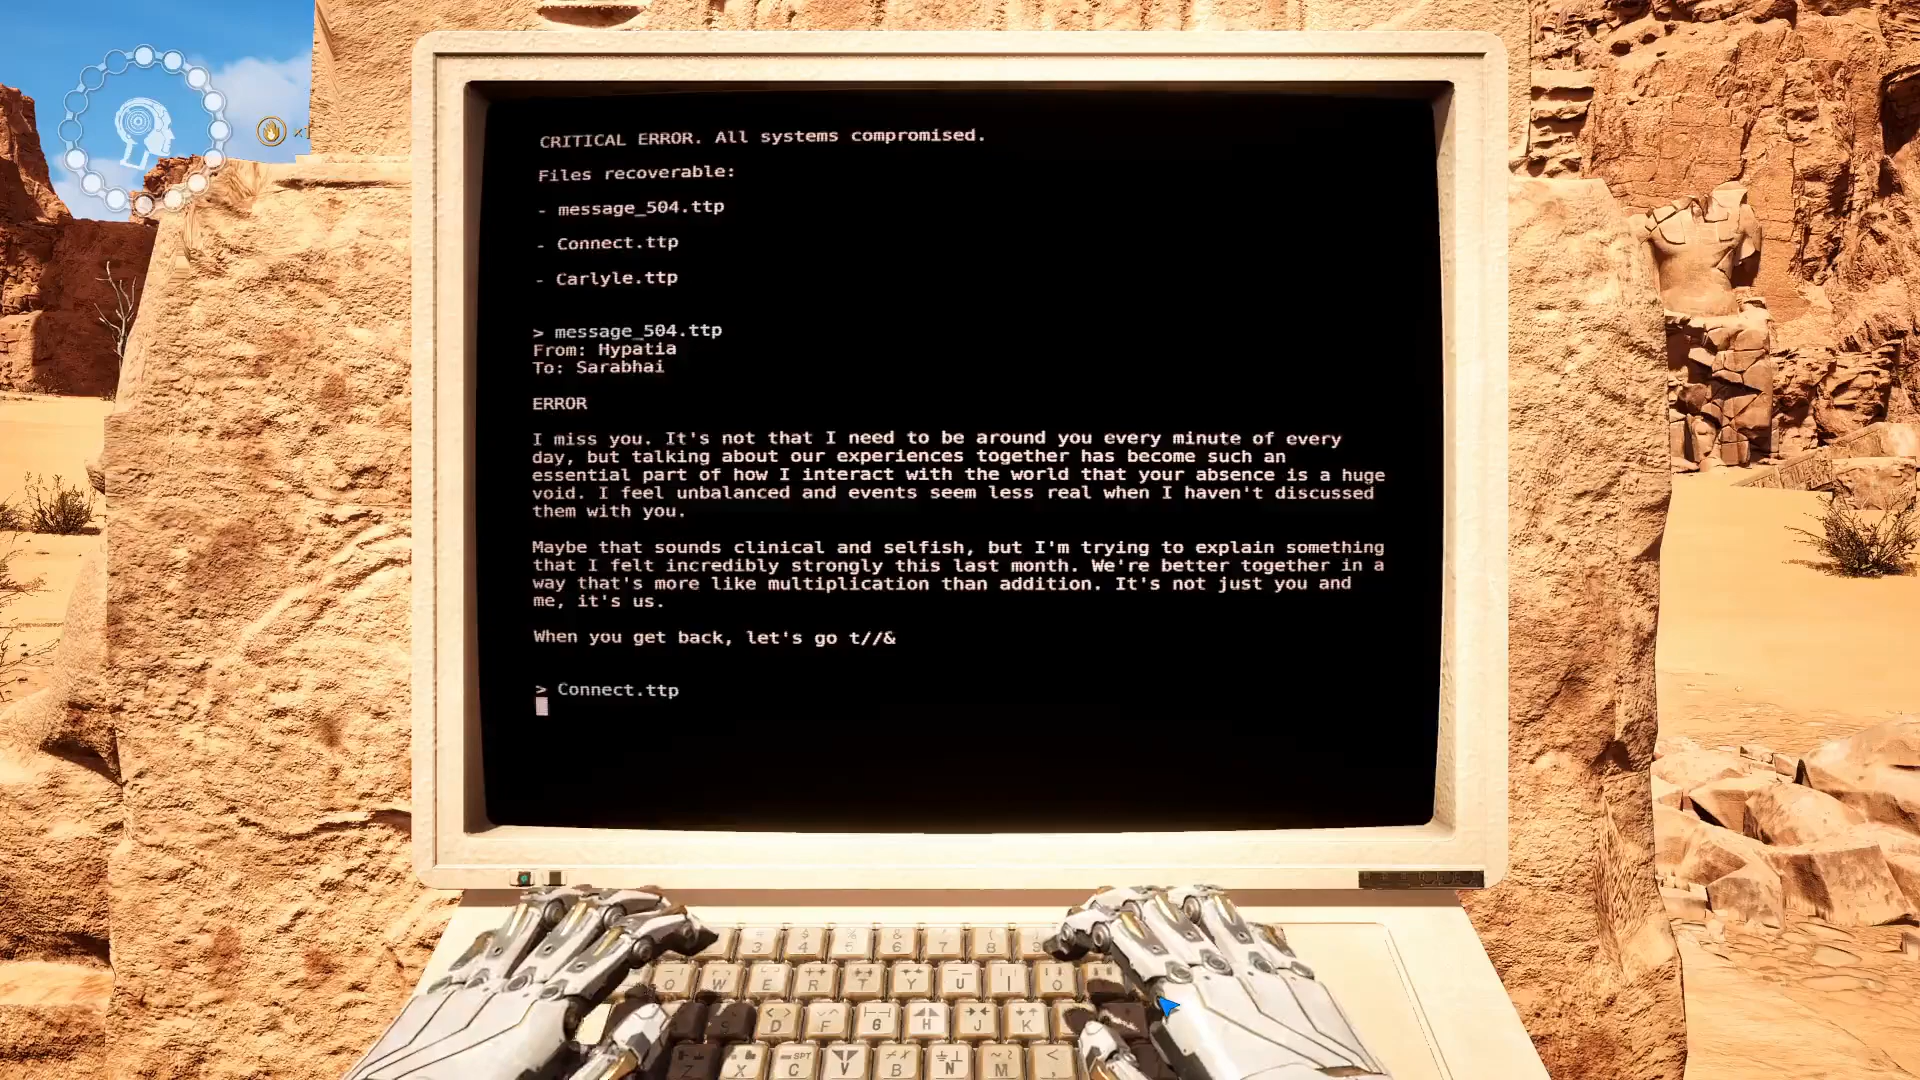 CRITICAL ERROR. All systems compromised.
Files recoverable:
- message_504.ttp
- Connect.ttp
- Carlyle.ttp
> message_504.ttp
From: Hypatia
To: Sarabhai
ERROR
I miss you. It's not that I need to be around you every minute of every
day, but talking about our experiences together has become such an
essential part of how I interact with the world that your absence is a huge
void. I feel unbalanced and events seem less real when I haven't discussed
them with you.
Maybe that sounds clinical and selfish, but I'm trying to explain something
that I felt incredibly strongly this last month. We're better together in a
way that's more like multiplication than addition. It's not just you and
me, it's us.
When you get back, let's go t//&
> Connect.ttp
3 4 5 6 7 8
W E R T Y U O
D F G H J K
Z X C V B N M